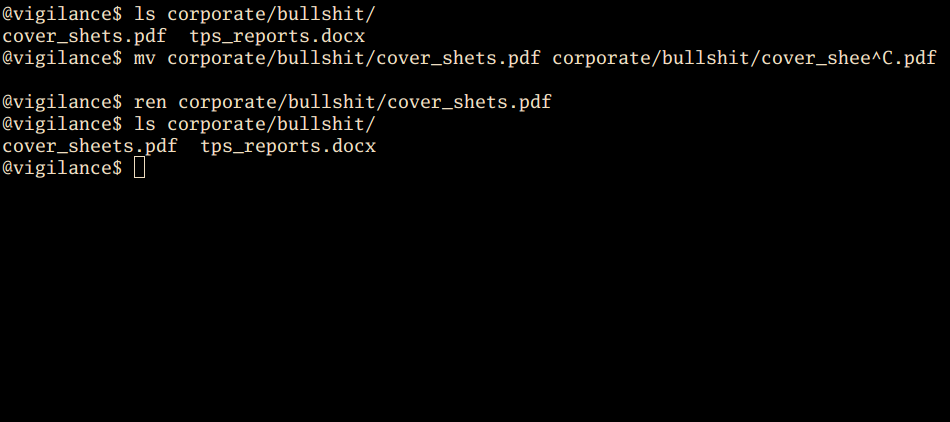 @vigilance$ ls corporate/bullshit/
cover_shets.pdf  tps_reports.docx
@vigilance$ mv corporate/bullshit/cover_shets.pdf corporate/bullshit/cover_shee^C.pdf
@vigilance$ ren corporate/bullshit/cover_shets.pdf
@vigilance$ ls corporate/bullshit/
cover_sheets.pdf  tps_reports.docx
@vigilance$